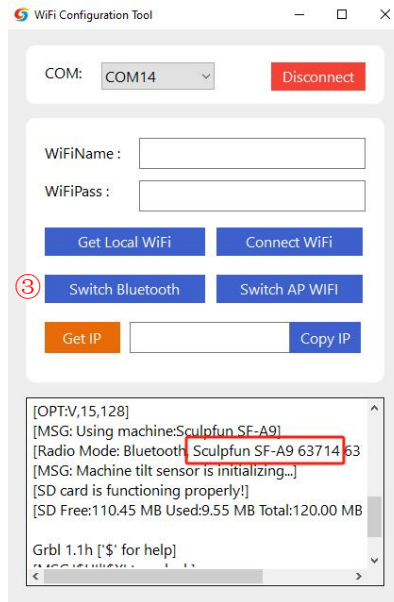 WiFi Configuration Tool
COM: COM14 Disconnect
WiFiName :
WiFiPass :
Get Local WiFi Connect WiFi
③ Switch Bluetooth Switch AP WIFI
Get IP Copy IP
[OPT:V,15,128]
[MSG: Using machine:Sculpfun SF-A9]
[Radio Mode: Bluetooth, Sculpfun SF-A9 63714 63
[MSG: Machine tilt sensor is initializing...]
[SD card is functioning properly!]
[SD Free:110.45 MB Used:9.55 MB Total:120.00 MB
Grbl 1.1h ['$' for help]